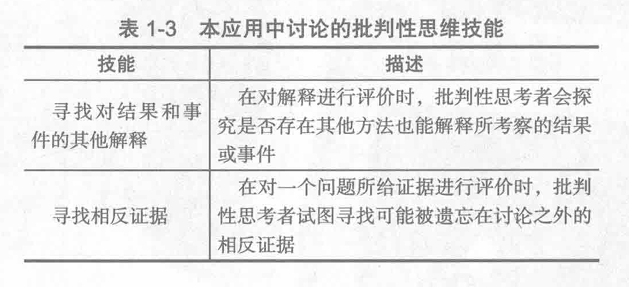 表 1-3 本应用中讨论的批判性思维技能
技能
描述
寻找对结果和事
件的其他解释
在对解释进行评价时，批判性思考者会探
究是否存在其他方法也能解释所考察的结果
或事件
寻找相反证据
在对一个问题所给证据进行评价时，批判
性思考者试图寻找可能被遗忘在讨论之外的
相反证据